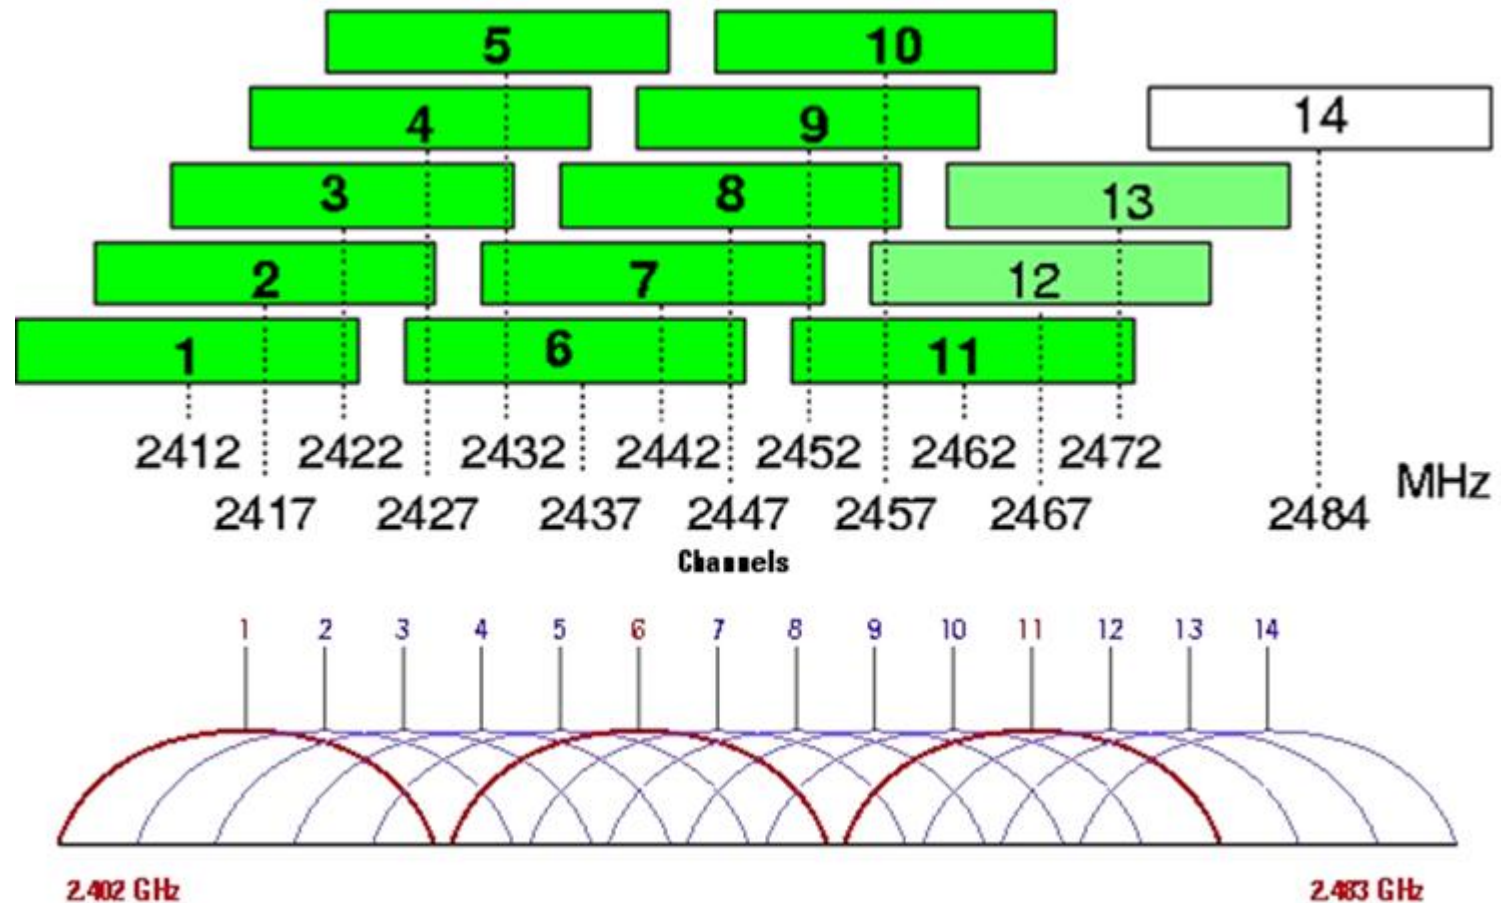 5 10
4 9 14
3 8 13
2 7 12
1 6 11
2412 2422 2432 2442 2452 2462 2472
MHz
2417 2427 2437 2447 2457 2467 2484
Channels
1 2 3 4 5 6 7 8 9 10 11 12 13 14
2.402 GHz 2.483 GHz